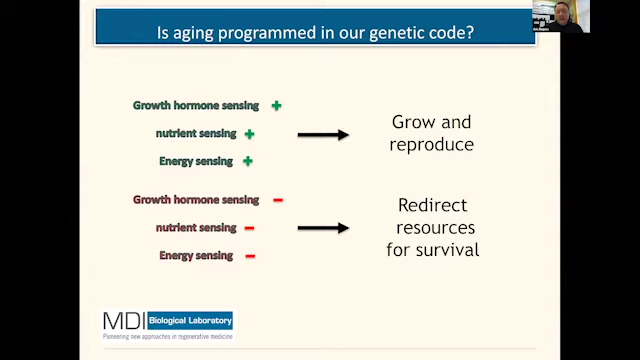 Is aging programmed in our genetic code?
Growth hormone sensing +
nutrient sensing +
Energy sensing +
Grow and
reproduce
Growth hormone sensing -
nutrient sensing -
Energy sensing -
Redirect
resources
for survival
MDI Biological Laboratory
Pioneering new approaches in regenerative medicine